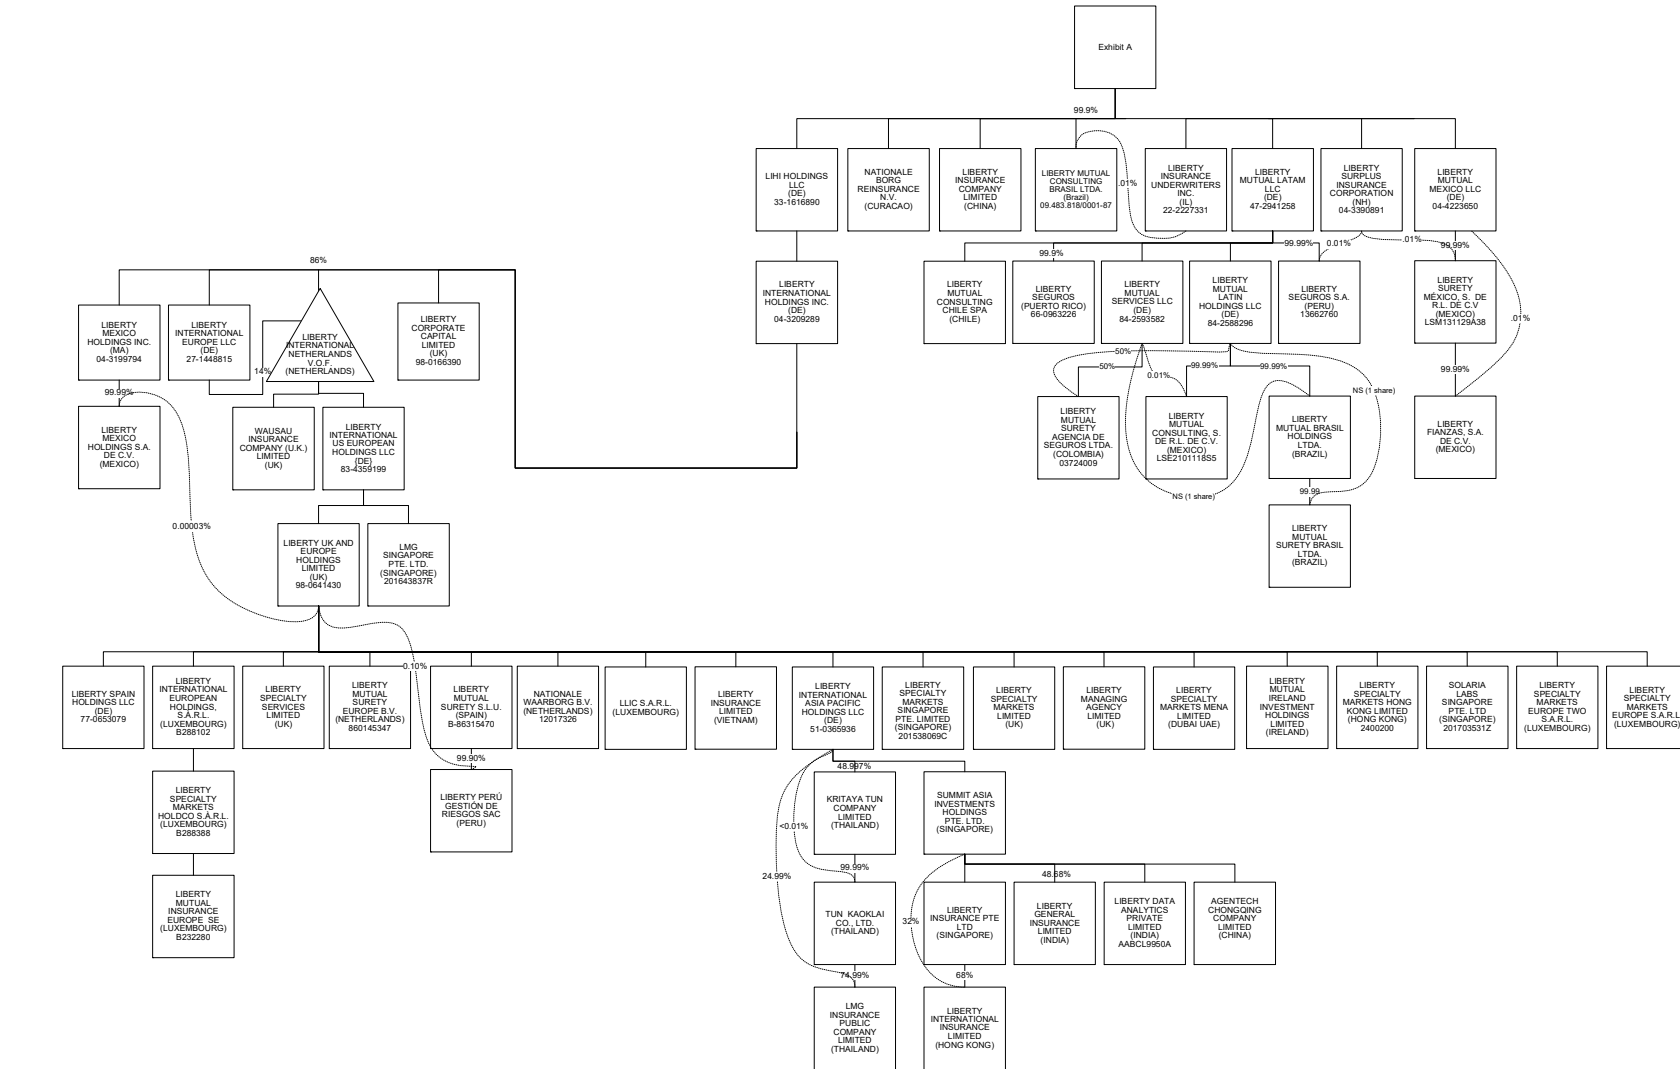 Exhibit A
99.9%
LIHI HOLDINGS
LLC
(DE)
33-1616890
NATIONALE
BORG
REINSURANCE
N.V.
(CURACAO)
LIBERTY
INSURANCE
COMPANY
LIMITED
(CHINA)
LIBERTY MUTUAL
CONSULTING
BRASIL LTDA.
(Brazil)
09.483.818/0001-87
.01%
LIBERTY
INSURANCE
UNDERWRITERS
INC.
(IL)
22-2227331
LIBERTY
MUTUAL LATAM
LLC
(DE)
47-2941258
LIBERTY
SURPLUS
INSURANCE
CORPORATION
(NH)
04-3390891
LIBERTY
MUTUAL
MEXICO LLC
(DE)
04-4223650
99.9%
99.99%
0.01%
.01%
99.99%
LIBERTY
INTERNATIONAL
HOLDINGS INC.
(DE)
04-3209289
LIBERTY
MUTUAL
CONSULTING
CHILE SPA
(CHILE)
LIBERTY
SEGUROS
(PUERTO RICO)
66-0963226
LIBERTY
MUTUAL
SERVICES LLC
(DE)
84-2593582
LIBERTY
MUTUAL
LATIN
HOLDINGS LLC
(DE)
84-2588296
LIBERTY
SEGUROS S.A.
(PERU)
13662760
LIBERTY
SURETY
MÉXICO, S. DE
R.L. DE C.V
(MEXICO)
LSM131129A38
.01%
86%
LIBERTY
MEXICO
HOLDINGS INC.
(MA)
04-3199794
LIBERTY
INTERNATIONAL
EUROPE LLC
(DE)
27-1448815
14%
LIBERTY
INTERNATIONAL
NETHERLANDS
V.O.F.
(NETHERLANDS)
LIBERTY
CORPORATE
CAPITAL
LIMITED
(UK)
98-0166390
50%
50%
0.01%
99.99%
99.99%
NS (1 share)
99.99%
99.99%
LIBERTY
MEXICO
HOLDINGS S.A.
DE C.V.
(MEXICO)
WAUSAU
INSURANCE
COMPANY (U.K.)
LIMITED
(UK)
LIBERTY
INTERNATIONAL
US EUROPEAN
HOLDINGS LLC
(DE)
83-4359199
LIBERTY
MUTUAL
SURETY
AGENCIA DE
SEGUROS LTDA.
(COLOMBIA)
03724009
LIBERTY
MUTUAL
CONSULTING, S.
DE R.L. DE C.V.
(MEXICO)
LSE2101118S5
LIBERTY
MUTUAL BRASIL
HOLDINGS
LTDA.
(BRAZIL)
LIBERTY
FIANZAS, S.A.
DE C.V.
(MEXICO)
NS (1 share)
99.99
LIBERTY
MUTUAL
SURETY BRASIL
LTDA.
(BRAZIL)
0.00003%
LIBERTY UK AND
EUROPE
HOLDINGS
LIMITED
(UK)
98-0641430
LMG
SINGAPORE
PTE. LTD.
(SINGAPORE)
201643837R
0.10%
LIBERTY SPAIN
HOLDINGS LLC
(DE)
77-0653079
LIBERTY
INTERNATIONAL
EUROPEAN
HOLDINGS,
S.A.R.L.
(LUXEMBOURG)
B288102
LIBERTY
SPECIALTY
SERVICES
LIMITED
(UK)
LIBERTY
MUTUAL
SURETY
EUROPE B.V.
(NETHERLANDS)
860145347
LIBERTY
MUTUAL
SURETY S.L.U.
(SPAIN)
B-86315470
NATIONALE
WAARBORG B.V.
(NETHERLANDS)
12017326
LLIC S.A.R.L.
(LUXEMBOURG)
LIBERTY
INSURANCE
LIMITED
(VIETNAM)
LIBERTY
INTERNATIONAL
ASIA PACIFIC
HOLDINGS LLC
(DE)
51-0365936
LIBERTY
SPECIALTY
MARKETS
SINGAPORE
PTE. LIMITED
(SINGAPORE)
201538069C
LIBERTY
SPECIALTY
MARKETS
LIMITED
(UK)
LIBERTY
MANAGING
AGENCY
LIMITED
(UK)
LIBERTY
SPECIALTY
MARKETS MENA
LIMITED
(DUBAI UAE)
LIBERTY
MUTUAL
IRELAND
INVESTMENT
HOLDINGS
LIMITED
(IRELAND)
LIBERTY
SPECIALTY
MARKETS HONG
KONG LIMITED
(HONG KONG)
2400200
SOLARIA
LABS
SINGAPORE
PTE. LTD
(SINGAPORE)
201703531Z
LIBERTY
SPECIALTY
MARKETS
EUROPE TWO
S.A.R.L.
(LUXEMBOURG)
LIBERTY
SPECIALTY
MARKETS
EUROPE S.A.R.L
(LUXEMBOURG)
99.90%
48.997%
LIBERTY
SPECIALTY
MARKETS
HOLDCO S.À.R.L.
(LUXEMBOURG)
B288388
LIBERTY PERÚ
GESTIÓN DE
RIESGOS SAC
(PERU)
<0.01%
KRITAYA TUN
COMPANY
LIMITED
(THAILAND)
SUMMIT ASIA
INVESTMENTS
HOLDINGS
PTE. LTD.
(SINGAPORE)
24.99%
99.99%
48.68%
LIBERTY
MUTUAL
INSURANCE
EUROPE SE
(LUXEMBOURG)
B232280
TUN KAOKLAI
CO., LTD.
(THAILAND)
32%
LIBERTY
INSURANCE PTE
LTD
(SINGAPORE)
LIBERTY
GENERAL
INSURANCE
LIMITED
(INDIA)
LIBERTY DATA
ANALYTICS
PRIVATE
LIMITED
(INDIA)
AABCL9950A
AGENTECH
CHONGQING
COMPANY
LIMITED
(CHINA)
74.99%
68%
LMG
INSURANCE
PUBLIC
COMPANY
LIMITED
(THAILAND)
LIBERTY
INTERNATIONAL
INSURANCE
LIMITED
(HONG KONG)